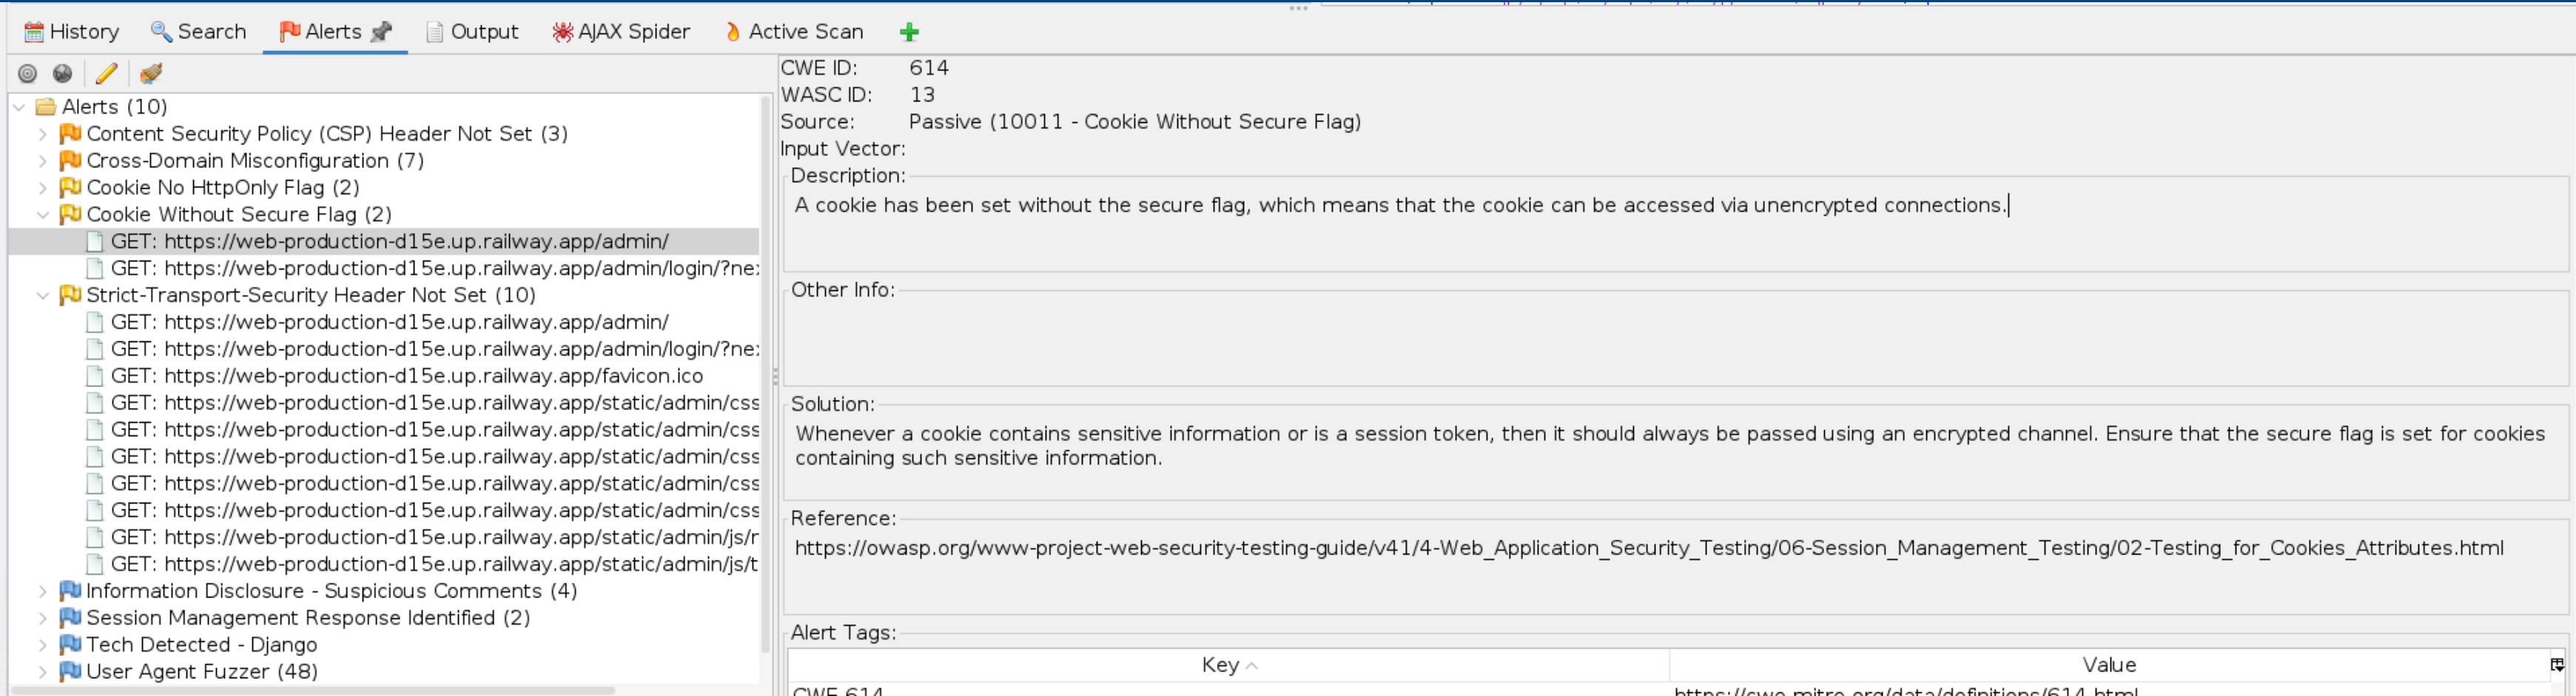 History Search Alerts Output AJAX Spider Active Scan
Alerts (10)
Content Security Policy (CSP) Header Not Set (3)
Cross-Domain Misconfiguration (7)
Cookie No HttpOnly Flag (2)
Cookie Without Secure Flag (2)
GET: https://web-production-d15e.up.railway.app/admin/
GET: https://web-production-d15e.up.railway.app/admin/login/?ne
Strict-Transport-Security Header Not Set (10)
GET: https://web-production-d15e.up.railway.app/admin/
GET: https://web-production-d15e.up.railway.app/admin/login/?ne
GET: https://web-production-d15e.up.railway.app/favicon.ico
GET: https://web-production-d15e.up.railway.app/static/admin/css
GET: https://web-production-d15e.up.railway.app/static/admin/css
GET: https://web-production-d15e.up.railway.app/static/admin/css
GET: https://web-production-d15e.up.railway.app/static/admin/css
GET: https://web-production-d15e.up.railway.app/static/admin/css
GET: https://web-production-d15e.up.railway.app/static/admin/js/r
GET: https://web-production-d15e.up.railway.app/static/admin/js/t
Information Disclosure - Suspicious Comments (4)
Session Management Response Identified (2)
Tech Detected - Django
User Agent Fuzzer (48)
CWE ID: 614
WASC ID: 13
Source: Passive (10011 - Cookie Without Secure Flag)
Input Vector:
Description:
A cookie has been set without the secure flag, which means that the cookie can be accessed via unencrypted connections.
Other Info:
Solution:
Whenever a cookie contains sensitive information or is a session token, then it should always be passed using an encrypted channel. Ensure that the secure flag is set for cookies
containing such sensitive information.
Reference:
https://owasp.org/www-project-web-security-testing-guide/v41/4-Web_Application_Security_Testing/06-Session_Management_Testing/02-Testing_for_Cookies_Attributes.html
Alert Tags:
Key Value
CWE-614 https://cwe.mitre.org/data/definitions/614.html